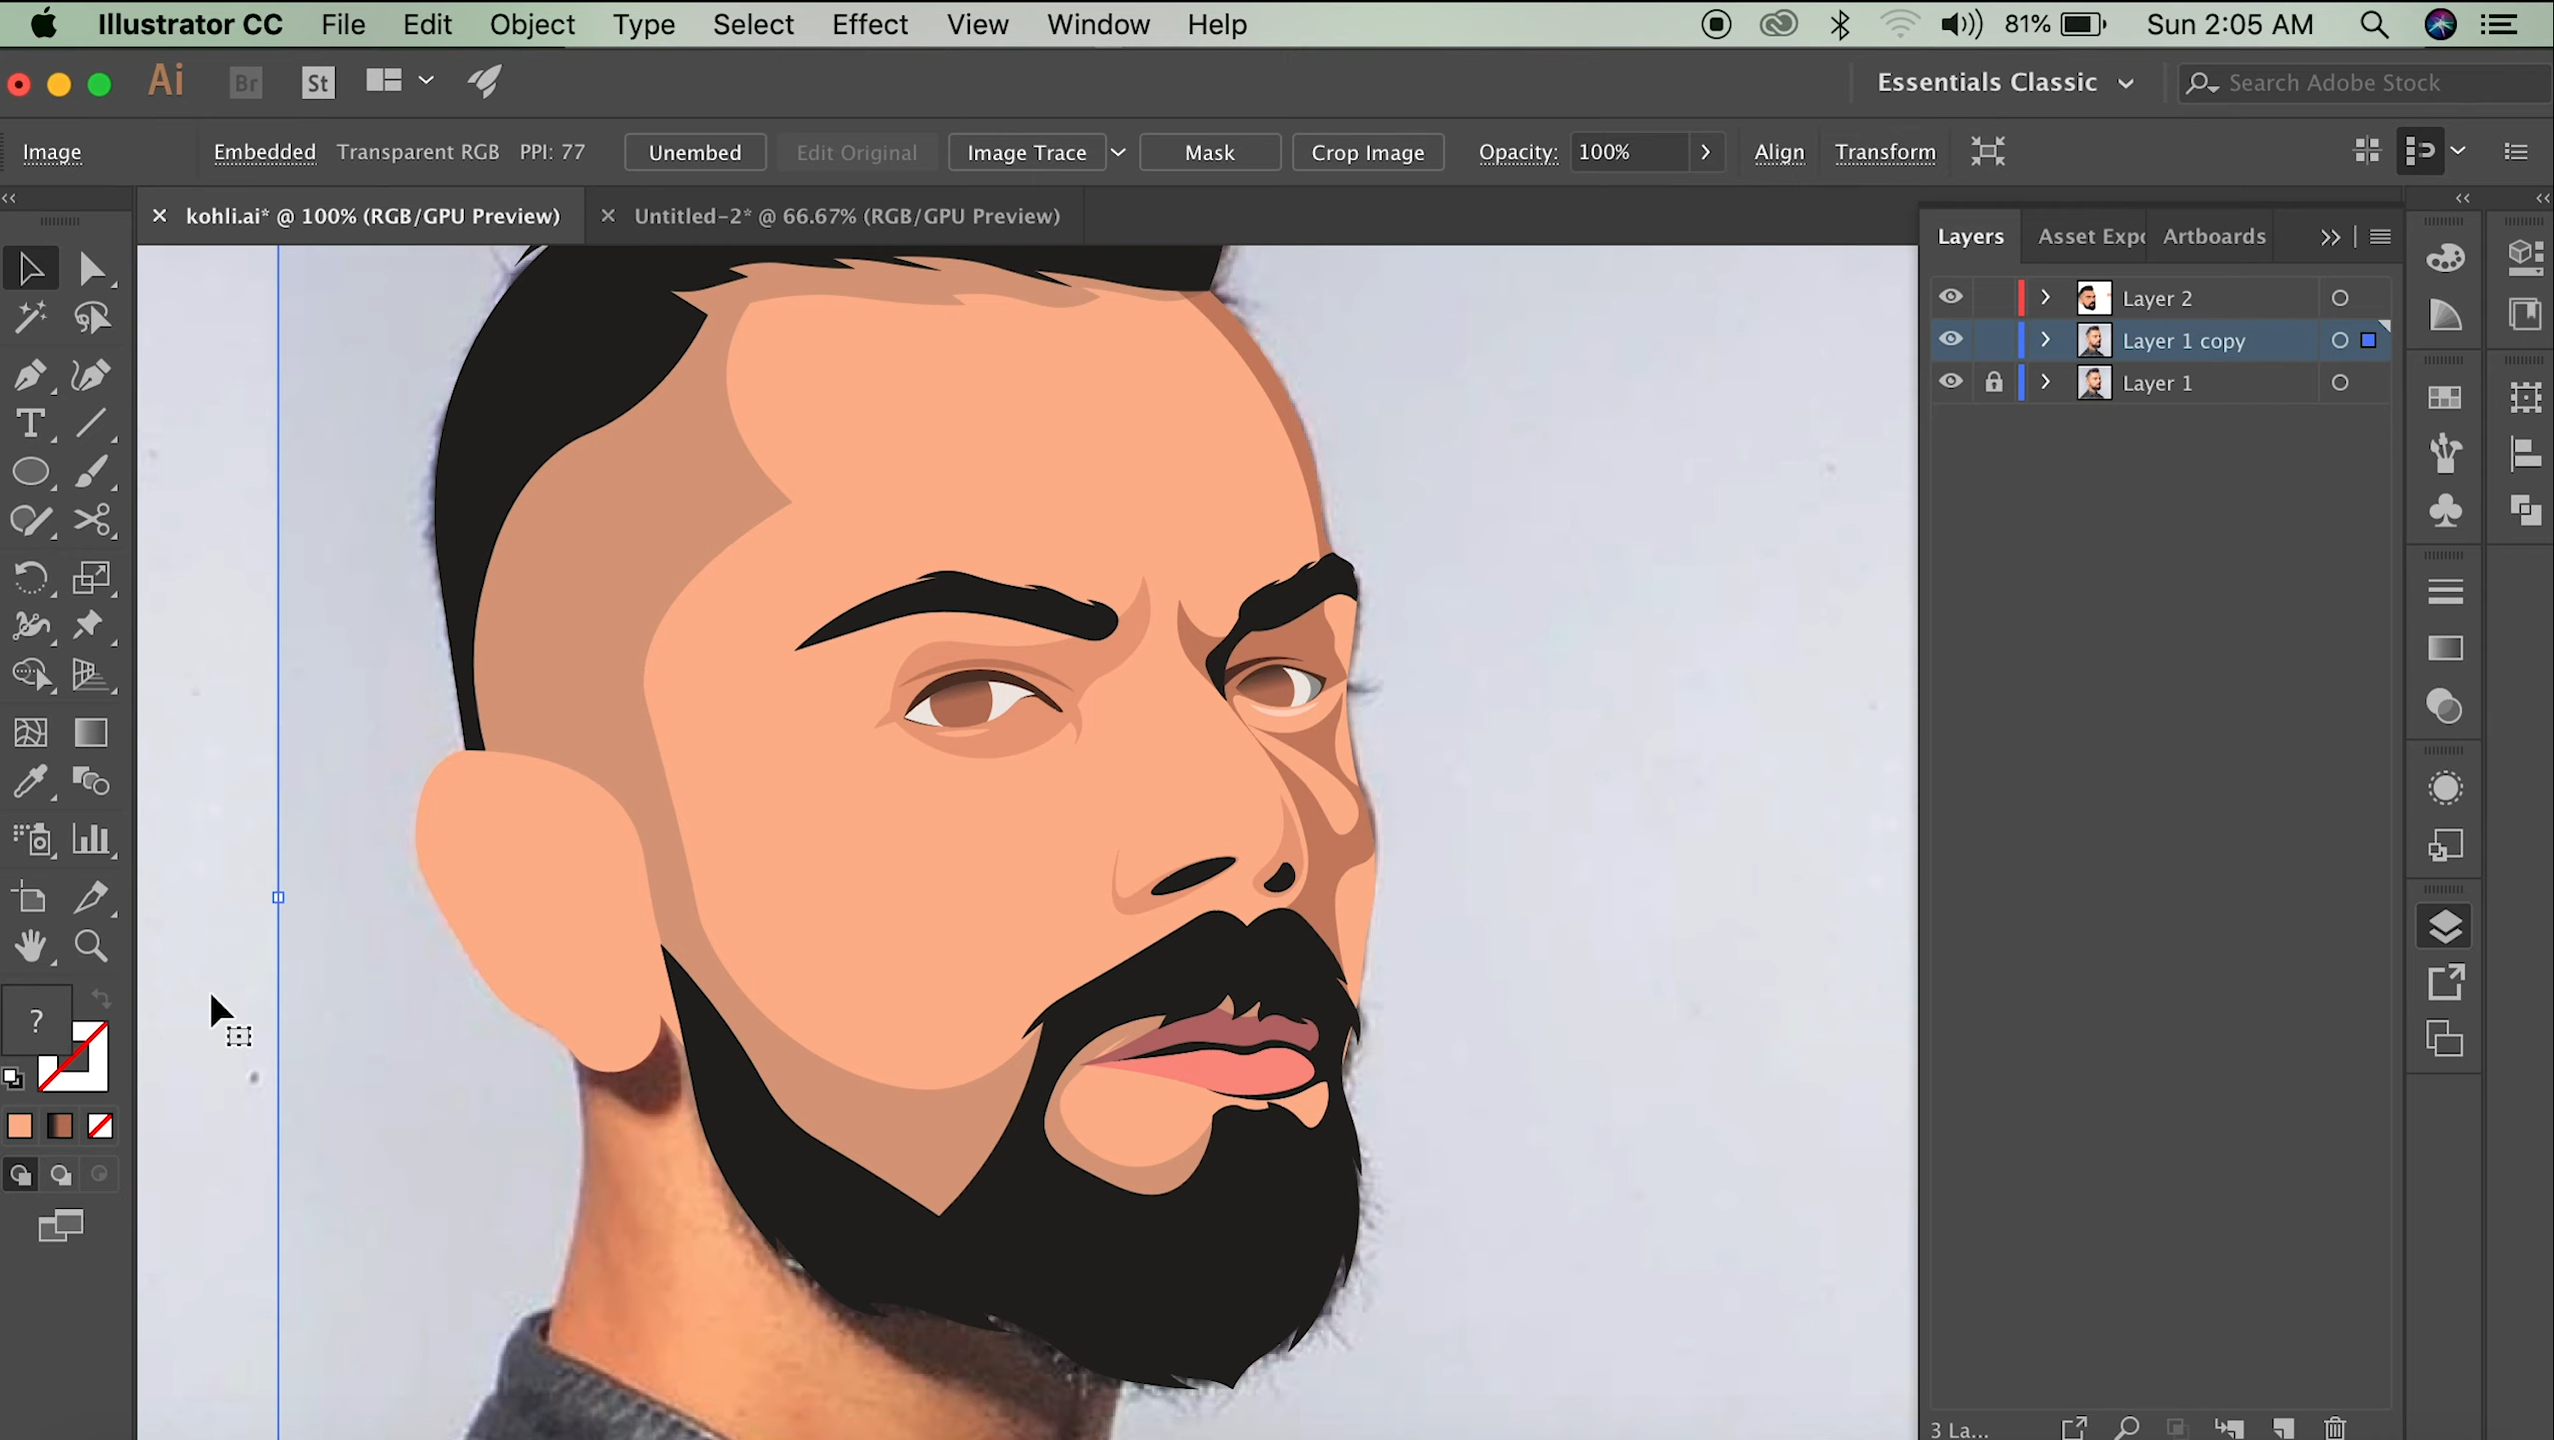 Illustrator CC File Edit Object Type Select Effect View Window Help 81% Sun 2:05 AM
Ai Br St Essentials Classic Search Adobe Stock
Image Embedded Transparent RGB PPI: 77 Unembed Edit Original Image Trace Mask Crop Image Opacity: 100% Align Transform
kohli.ai* @ 100% (RGB/GPU Preview) Untitled-2* @ 66.67% (RGB/GPU Preview)
Layers Asset Expo Artboards
Layer 2
Layer 1 copy
Layer 1
T
?
3 La...